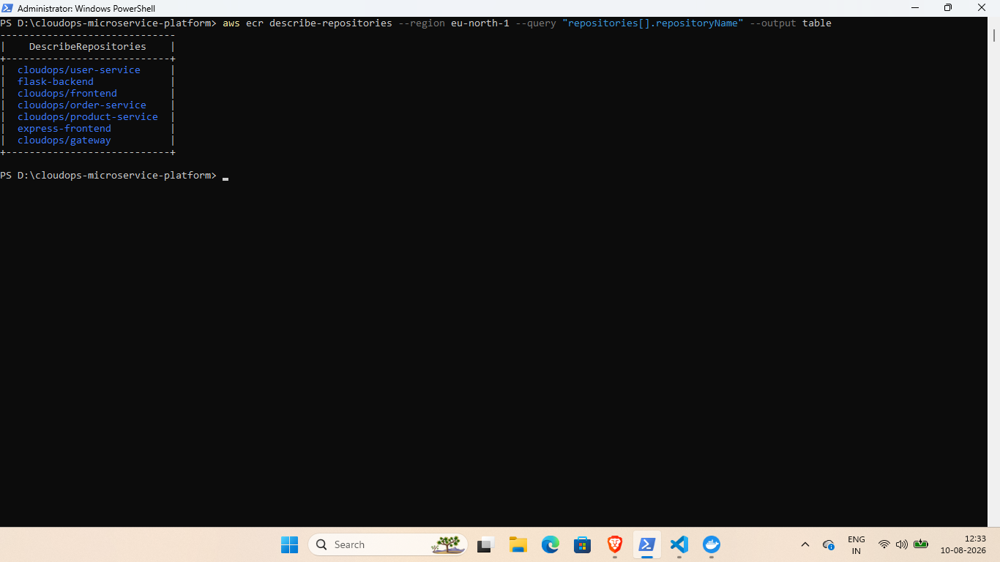 Administrator: Windows PowerShell
PS D:\cloudops-microservice-platform> aws ecr describe-repositories --region eu-north-1 --query "repositories[].repositoryName" --output table
-----------------------------
|    DescribeRepositories    |
+----------------------------+
|  cloudops/user-service     |
|  flask-backend             |
|  cloudops/frontend         |
|  cloudops/order-service    |
|  cloudops/product-service  |
|  express-frontend          |
|  cloudops/gateway          |
+----------------------------+
PS D:\cloudops-microservice-platform>
Search
ENG
IN
12:33
10-08-2026